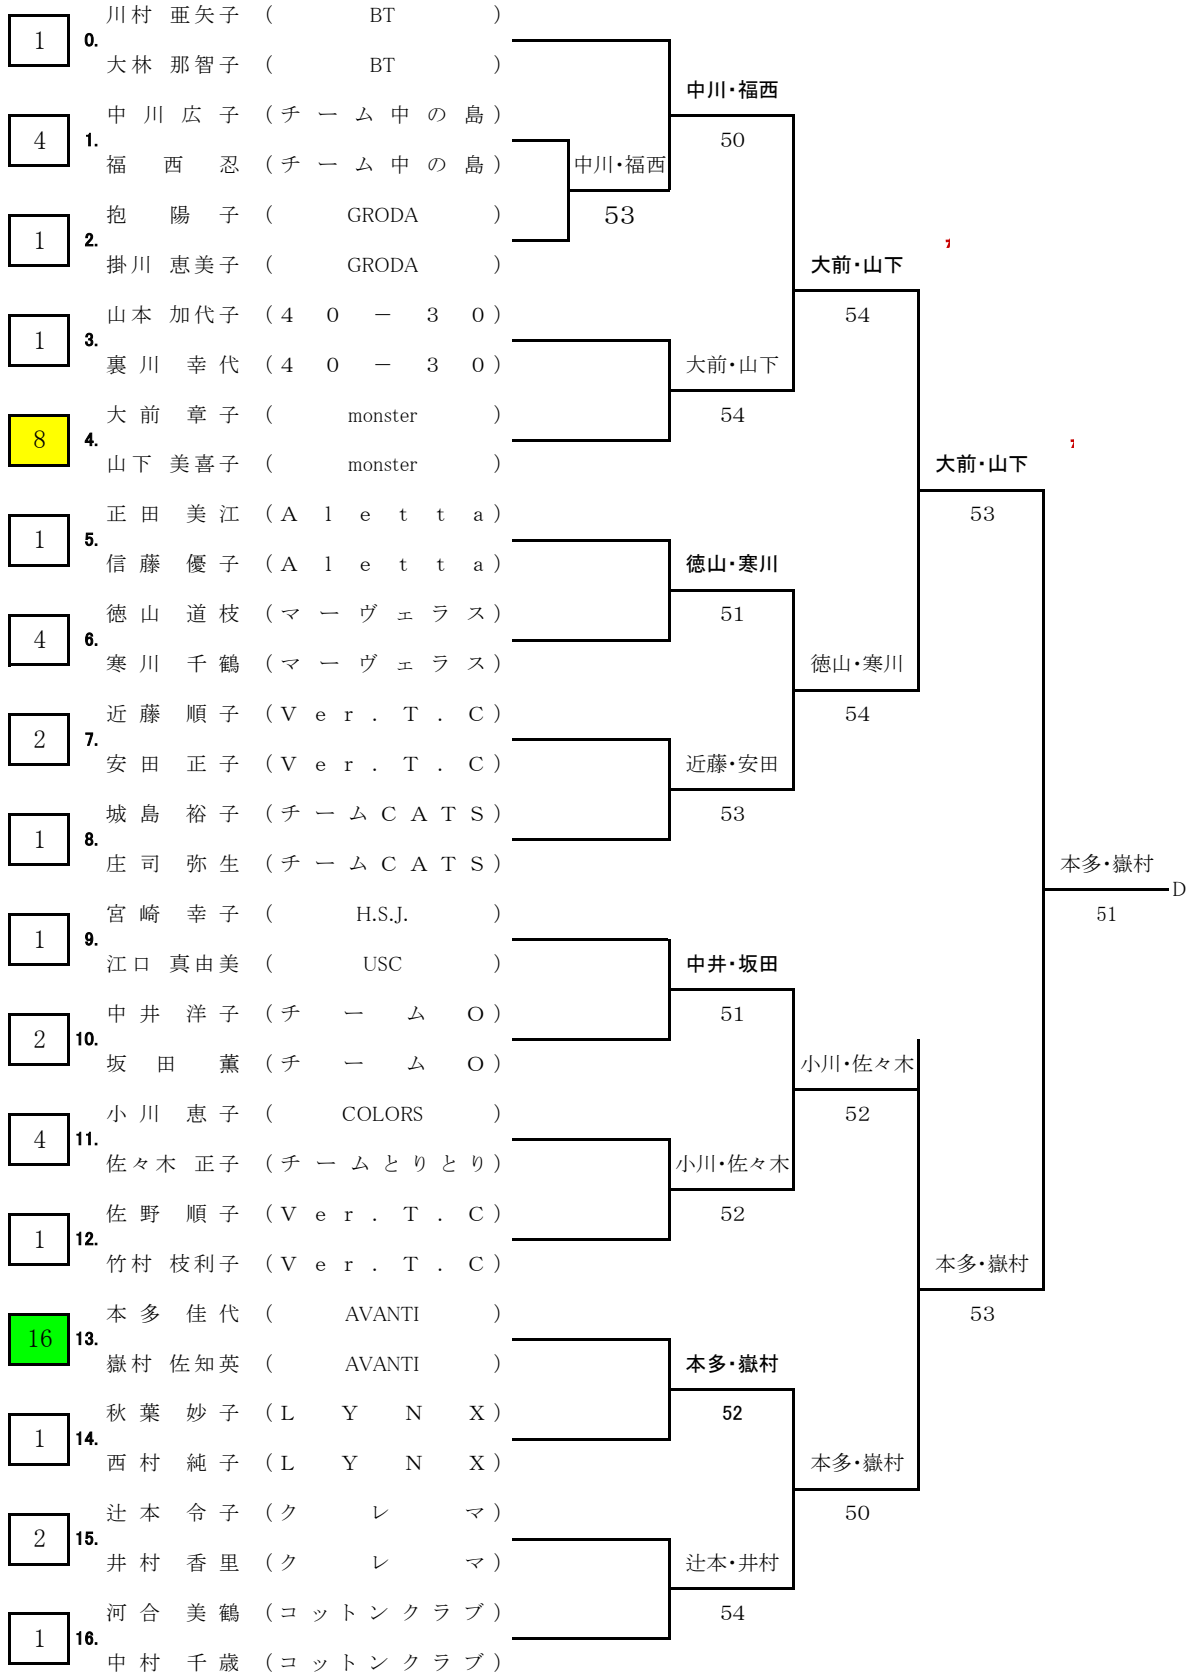 川村 亜矢子 ( BT )
1 0.
大林 那智子 ( BT )
中川・福西
中川広子 (チーム中の島)
4 1. 50
福西忍 (チーム中の島) 中川・福西
抱陽子 ( GRODA ) 53
1 2.
掛川 恵美子 ( GRODA ) 大前・山下
山本 加代子 (40-30) 54
1 3.
裏川 幸代 (40-30) 大前・山下
大前 章子 ( monster ) 54
8 4.
山下 美喜子 ( monster ) 大前・山下
正田 美江 (Aletta) 53
1 5.
信藤 優子 (Aletta) 徳山・寒川
徳山 道枝 (マーヴェラス) 51
4 6.
寒川 千鶴 (マーヴェラス) 徳山・寒川
近藤 順子 (Ver.T.C) 54
2 7.
安田 正子 (Ver.T.C) 近藤・安田
城島 裕子 (チームCATS) 53
1 8.
庄司 弥生 (チームCATS) 本多・嶽村
D
宮崎 幸子 ( H.S.J. ) 51
1 9.
江口 真由美 ( USC ) 中井・坂田
中井 洋子 (チームO) 51
2 10.
坂田 薫 (チームO) 小川・佐々木
小川 恵子 ( COLORS ) 52
4 11.
佐々木 正子 (チームとりとり) 小川・佐々木
佐野 順子 (Ver.T.C) 52
1 12.
竹村 枝利子 (Ver.T.C) 本多・嶽村
本多 佳代 ( AVANTI ) 53
16 13.
嶽村 佐知英 ( AVANTI ) 本多・嶽村
秋葉 妙子 (LYNX) 52
1 14.
西村 純子 (LYNX) 本多・嶽村
辻本 令子 (クレマ) 50
2 15.
井村 香里 (クレマ) 辻本・井村
河合 美鶴 (コットンクラブ) 54
1 16.
中村 千歳 (コットンクラブ)